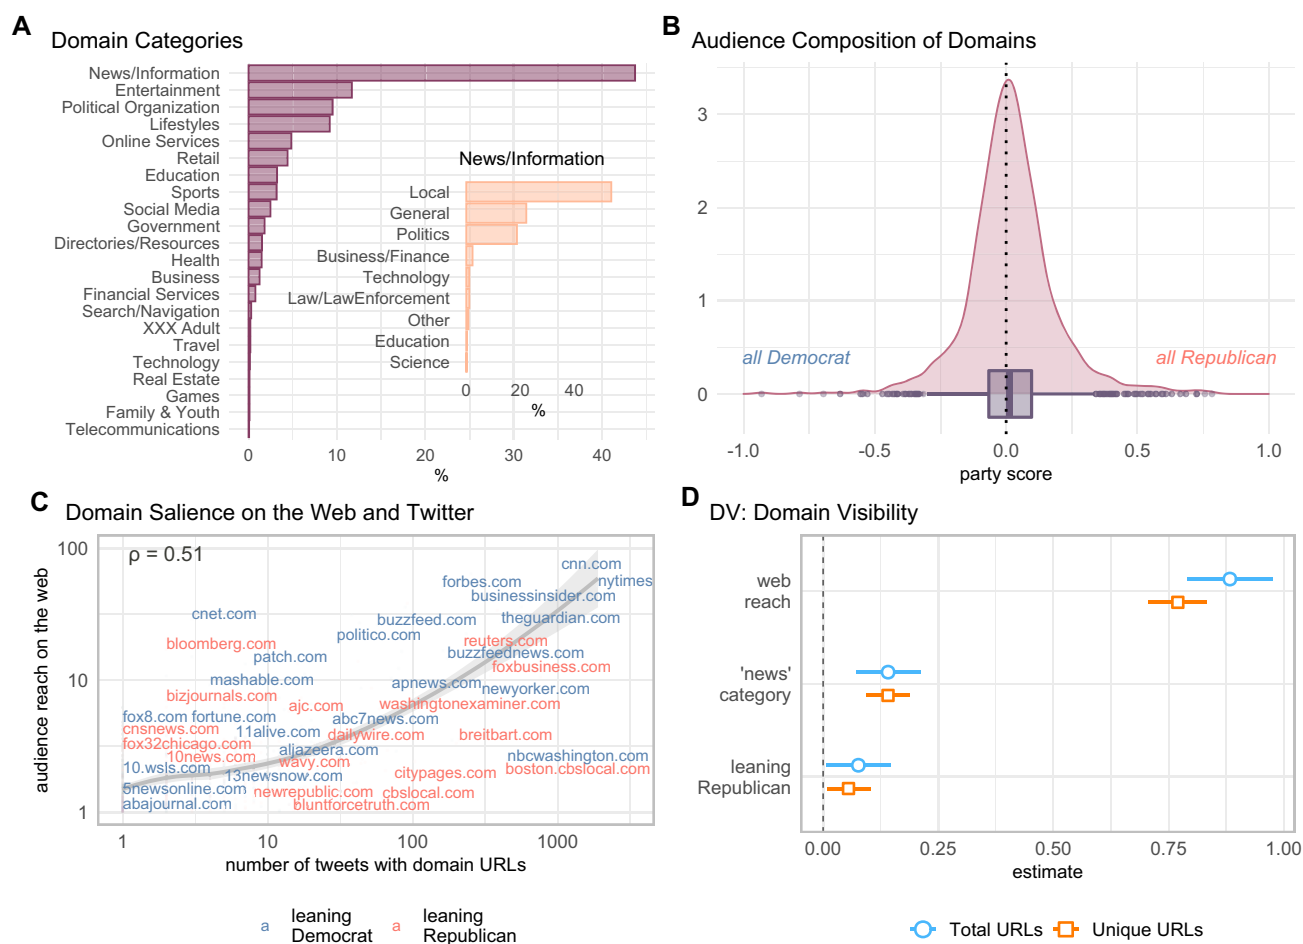 A
Domain Categories
News/Information
Entertainment
Political Organization
Lifestyles
Online Services
Retail
Education
Sports
Social Media
Government
Directories/Resources
Health
Business
Financial Services
Search/Navigation
XXX Adult
Travel
Technology
Real Estate
Games
Family & Youth
Telecommunications
0 10 20 30 40
%
News/Information
Local
General
Politics
Business/Finance
Technology
Law/LawEnforcement
Other
Education
Science
0 20 40
%
B
Audience Composition of Domains
3
2
1
0
all Democrat
all Republican
-1.0 -0.5 0.0 0.5 1.0
party score
C
Domain Salience on the Web and Twitter
audience reach on the web
100
10
1
ρ = 0.51
cnn.com
forbes.com
nytimes
businessinsider.com
cnet.com
buzzfeed.com
theguardian.com
politico.com
bloomberg.com
reuters.com
patch.com
buzzfeednews.com
foxbusiness.com
mashable.com
apnews.com
newyorker.com
bizjournals.com
ajc.com
washingtonexaminer.com
fox8.com
fortune.com
abc7news.com
cnsnews.com
11alive.com
dailywire.com
breitbart.com
fox32chicago.com
aljazeera.com
10news.com
wavy.com
nbcwashington.com
10.wsls.com
13newsnow.com
citypages.com
boston.cbslocal.com
5newsonline.com
newrepublic.com
cbslocal.com
abajournal.com
bluntforcetruth.com
1 10 100 1000
number of tweets with domain URLs
a leaning Democrat
a leaning Republican
D
DV: Domain Visibility
web
reach
'news'
category
leaning
Republican
0.00 0.25 0.50 0.75 1.00
estimate
Total URLs
Unique URLs